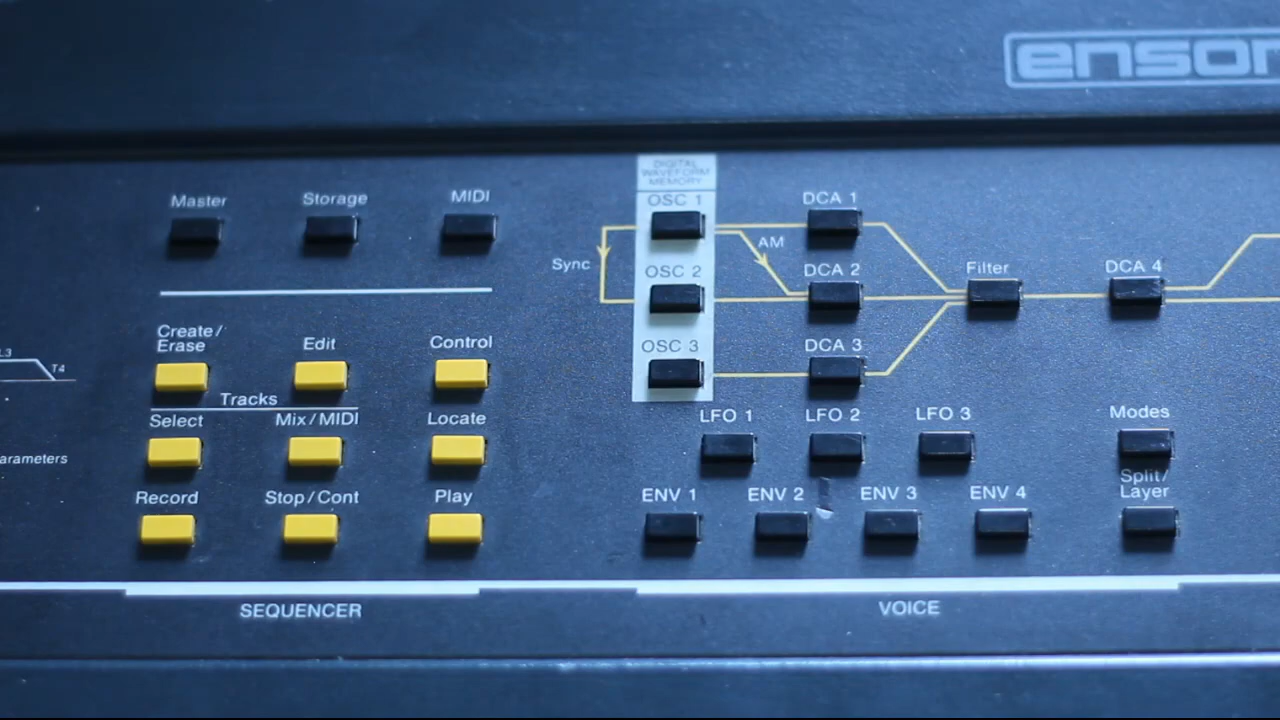 ensor
DIGITAL
WAVEFORM
MEMORY
Master
Storage
MIDI
OSC 1
DCA 1
Sync
AM
OSC 2
DCA 2
Filter
DCA 4
Create/
Erase
Edit
Control
OSC 3
DCA 3
L3
T4
Tracks
Select
Mix/MIDI
Locate
LFO 1
LFO 2
LFO 3
Modes
arameters
Record
Stop/Cont
Play
ENV 1
ENV 2
ENV 3
ENV 4
Split/
Layer
SEQUENCER
VOICE